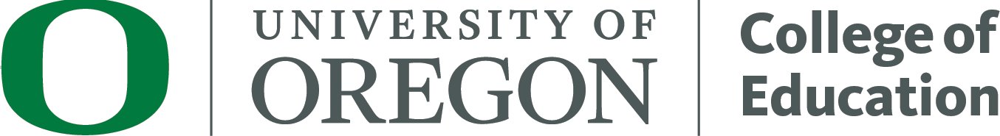 O
UNIVERSITY OF
OREGON
College of
Education